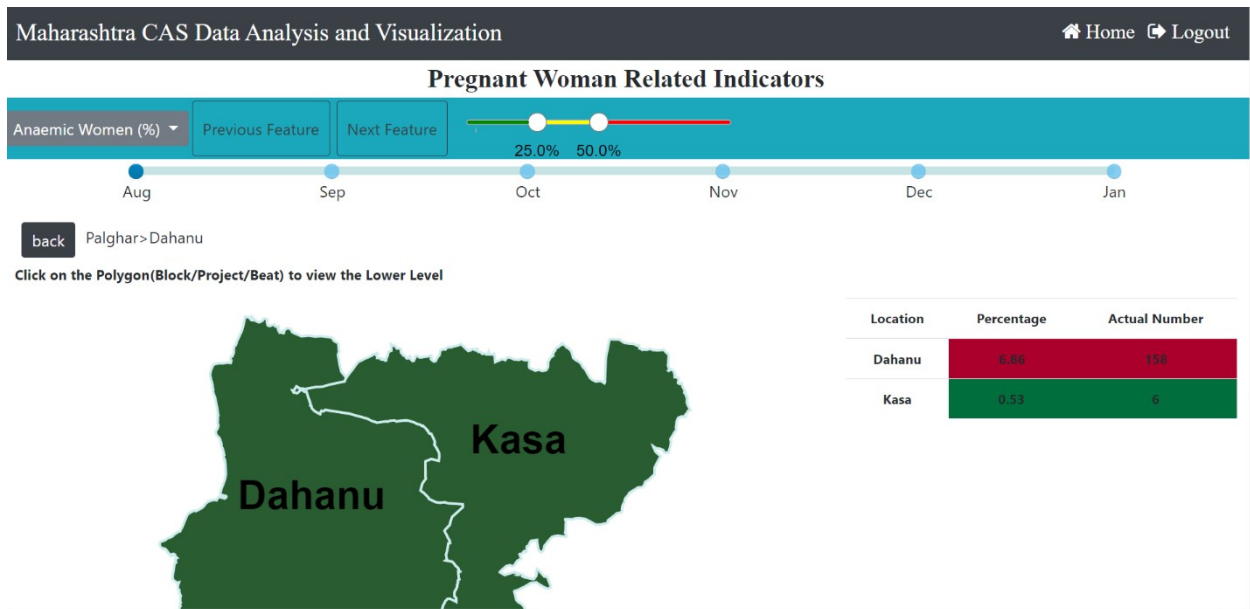 Maharashtra CAS Data Analysis and Visualization Home Logout
Pregnant Woman Related Indicators
Anaemic Women (%) Previous Feature Next Feature
25.0% 50.0%
Aug Sep Oct Nov Dec Jan
back Palghar>Dahanu
Click on the Polygon(Block/Project/Beat) to view the Lower Level
Location Percentage Actual Number
Dahanu 6.86 158
Kasa 0.53 6
Kasa
Dahanu